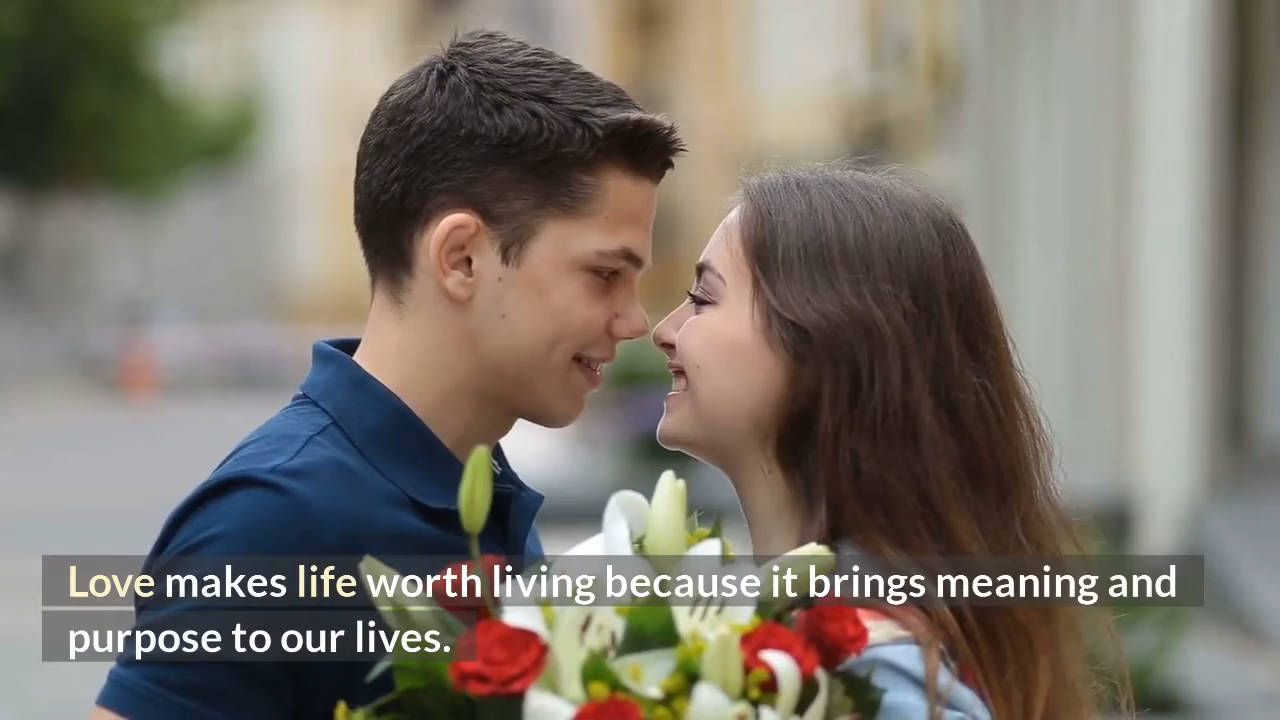 Love makes life worth living because it brings meaning and
purpose to our lives.